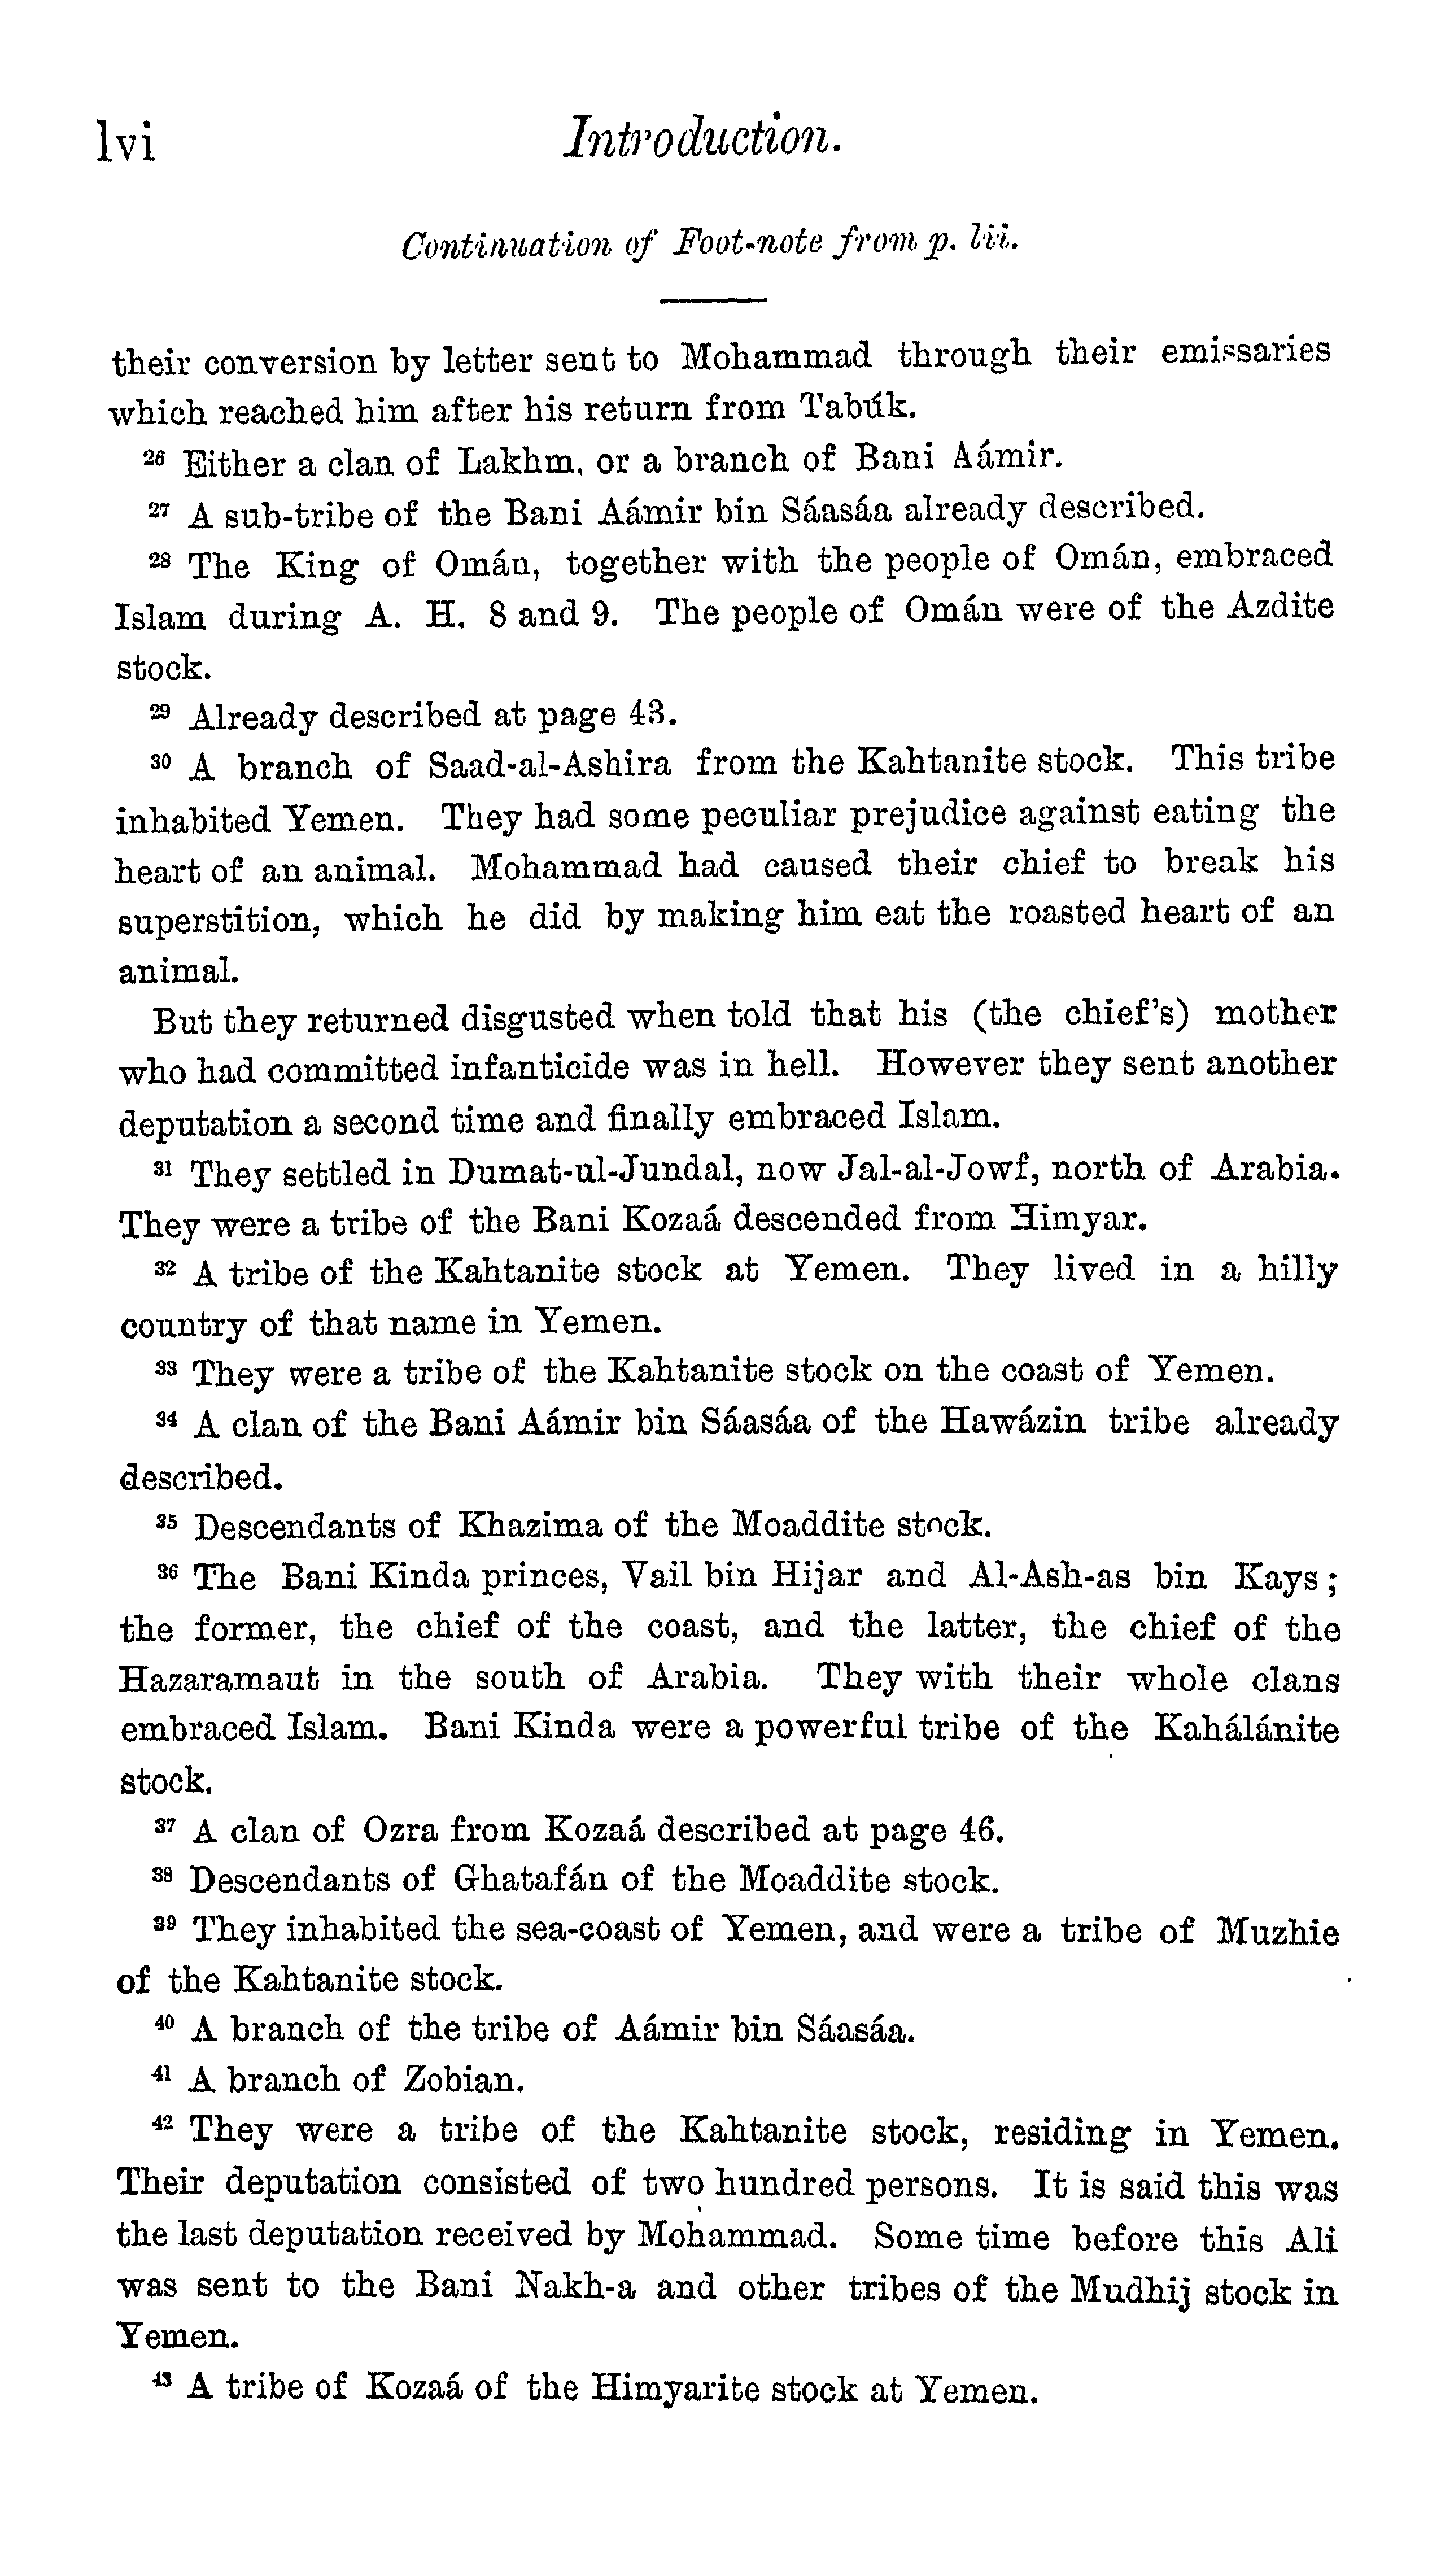 lvi Introduction.
Continuation of Foot-note from p. lii.
their conversion by letter sent to Mohammad through their emissaries
which reached him after his return from Tabúk.
26 Either a clan of Lakhm, or a branch of Bani Aámir.
27 A sub-tribe of the Bani Aámir bin Sáasáa already described.
28 The King of Omán, together with the people of Omán, embraced
Islam during A. H. 8 and 9. The people of Omán were of the Azdite
stock.
29 Already described at page 43.
30 A branch of Saad-al-Ashira from the Kahtanite stock. This tribe
inhabited Yemen. They had some peculiar prejudice against eating the
heart of an animal. Mohammad had caused their chief to break his
superstition, which he did by making him eat the roasted heart of an
animal.
But they returned disgusted when told that his (the chief's) mother
who had committed infanticide was in hell. However they sent another
deputation a second time and finally embraced Islam.
31 They settled in Dumat-ul-Jundal, now Jal-al-Jowf, north of Arabia.
They were a tribe of the Bani Kozaá descended from Himyar.
32 A tribe of the Kahtanite stock at Yemen. They lived in a hilly
country of that name in Yemen.
33 They were a tribe of the Kahtanite stock on the coast of Yemen.
34 A clan of the Bani Aámir bin Sáasáa of the Hawázin tribe already
described.
35 Descendants of Khazima of the Moaddite stock.
36 The Bani Kinda princes, Vail bin Hijar and Al-Ash-as bin Kays;
the former, the chief of the coast, and the latter, the chief of the
Hazaramaut in the south of Arabia. They with their whole clans
embraced Islam. Bani Kinda were a powerful tribe of the Kahálánite
stock.
37 A clan of Ozra from Kozaá described at page 46.
38 Descendants of Ghatafán of the Moaddite stock.
39 They inhabited the sea-coast of Yemen, and were a tribe of Muzhie
of the Kahtanite stock.
40 A branch of the tribe of Aámir bin Sáasáa.
41 A branch of Zobian.
42 They were a tribe of the Kahtanite stock, residing in Yemen.
Their deputation consisted of two hundred persons. It is said this was
the last deputation received by Mohammad. Some time before this Ali
was sent to the Bani Nakh-a and other tribes of the Mudhij stock in
Yemen.
43 A tribe of Kozaá of the Himyarite stock at Yemen.